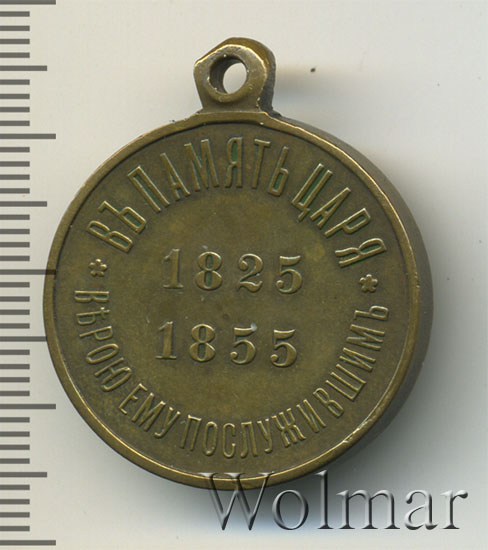 ВЪ ПАМЯТЬ ЦАРЯ
1825
1855
* ВѢРОЮ ЕМУ ПОСЛУЖИВШИМЪ *
Wolmar